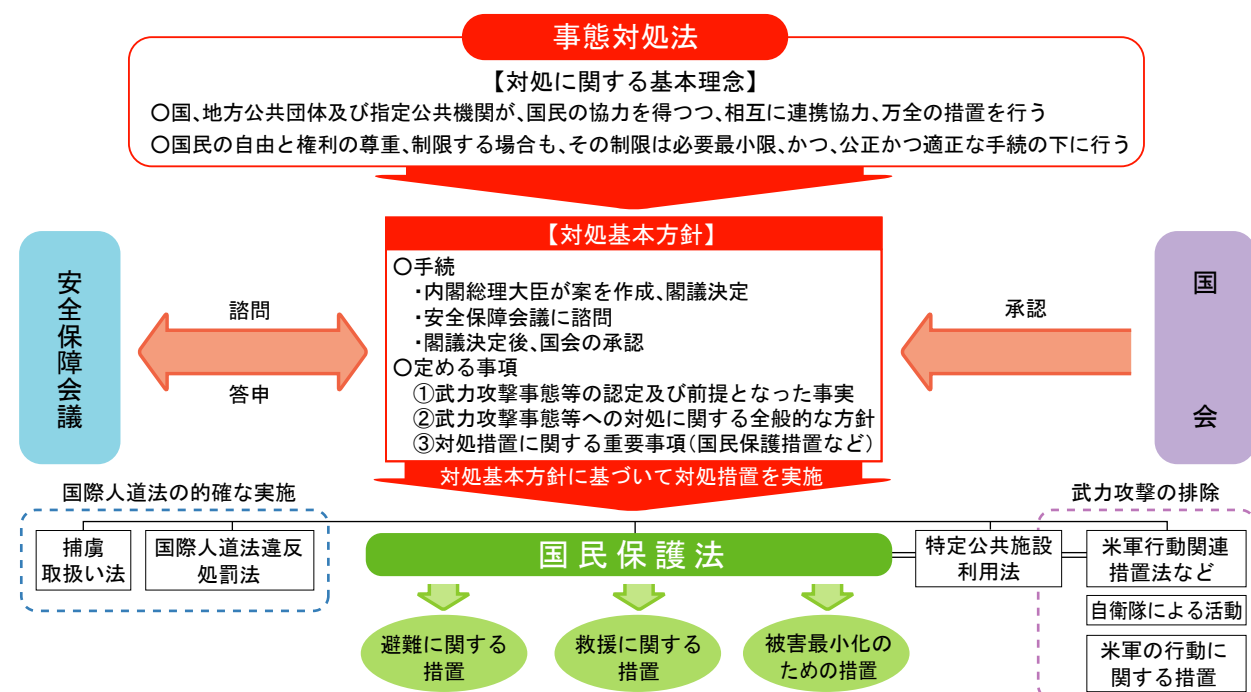 事態対処法
【対処に関する基本理念】
〇国、地方公共団体及び指定公共機関が、国民の協力を得つつ、相互に連携協力、万全の措置を行う
〇国民の自由と権利の尊重、制限する場合も、その制限は必要最小限、かつ、公正かつ適正な手続の下に行う
安全保障会議
諮問
答申
【対処基本方針】
〇手続
・内閣総理大臣が案を作成、閣議決定
・安全保障会議に諮問
・閣議決定後、国会の承認
〇定める事項
①武力攻撃事態等の認定及び前提となった事実
②武力攻撃事態等への対処に関する全般的な方針
③対処措置に関する重要事項（国民保護措置など）
承認
国会
対処基本方針に基づいて対処措置を実施
国際人道法の的確な実施
武力攻撃の排除
捕虜
取扱い法
国際人道法違反
処罰法
国民保護法
特定公共施設
利用法
米軍行動関連
措置法など
自衛隊による活動
米軍の行動に
関する措置
避難に関する
措置
救援に関する
措置
被害最小化の
ための措置